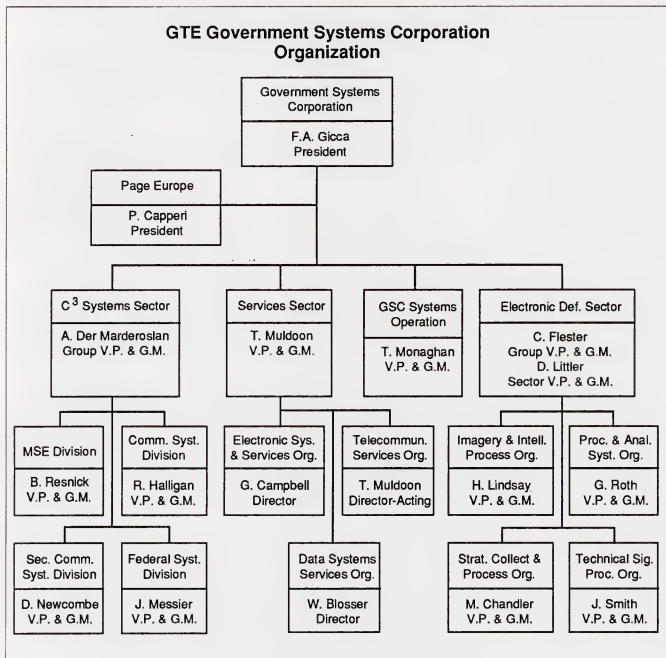 GTE Government Systems Corporation
Organization
Government Systems
Corporation
F.A. Gicca
President
Page Europe
P. Capperi
President
C³ Systems Sector
A. Der Marderoslan
Group V.P. & G.M.
Services Sector
T. Muldoon
V.P. & G.M.
GSC Systems
Operation
T. Monaghan
V.P. & G.M.
Electronic Def. Sector
C. Flester
Group V.P. & G.M.
D. Littler
Sector V.P. & G.M.
MSE Division
B. Resnick
V.P. & G.M.
Comm. Syst.
Division
R. Halligan
V.P. & G.M.
Electronic Sys.
& Services Org.
G. Campbell
Director
Telecommun.
Services Org.
T. Muldoon
Director-Acting
Imagery & Intell.
Process Org.
H. Lindsay
V.P. & G.M.
Proc. & Anal.
Syst. Org.
G. Roth
V.P. & G.M.
Sec. Comm.
Syst. Division
D. Newcombe
V.P. & G.M.
Federal Syst.
Division
J. Messier
V.P. & G.M.
Data Systems
Services Org.
W. Blosser
Director
Strat. Collect &
Process Org.
M. Chandler
V.P. & G.M.
Technical Sig.
Proc. Org.
J. Smith
V.P. & G.M.